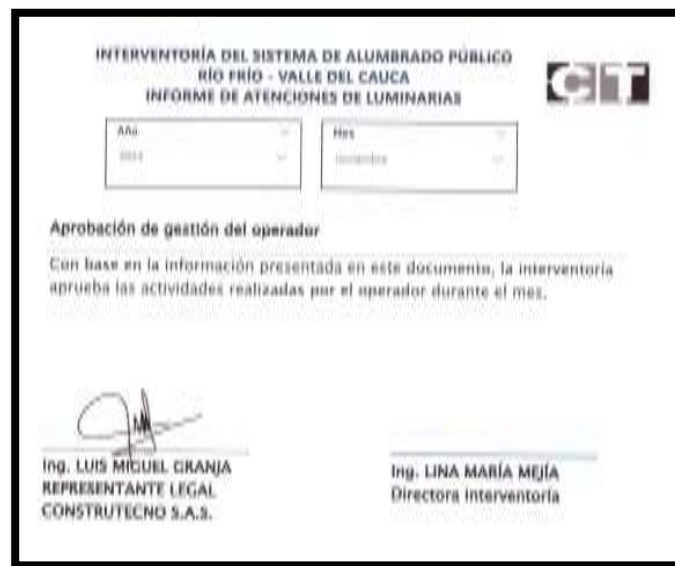 INTERVENTORÍA DEL SISTEMA DE ALUMBRADO PÚBLICO
RÍO FRÍO - VALLE DEL CAUCA
INFORME DE ATENCIONES DE LUMINARIAS
CT
Año
Mes
noviembre
Aprobación de gestión del operador
Con base en la información presentada en este documento, la interventoría
aprueba las actividades realizadas por el operador durante el mes.
Ing. LUIS MIGUEL GRANJA
REPRESENTANTE LEGAL
CONSTRUTECNO S.A.S.
Ing. LINA MARÍA MEJÍA
Directora interventoría